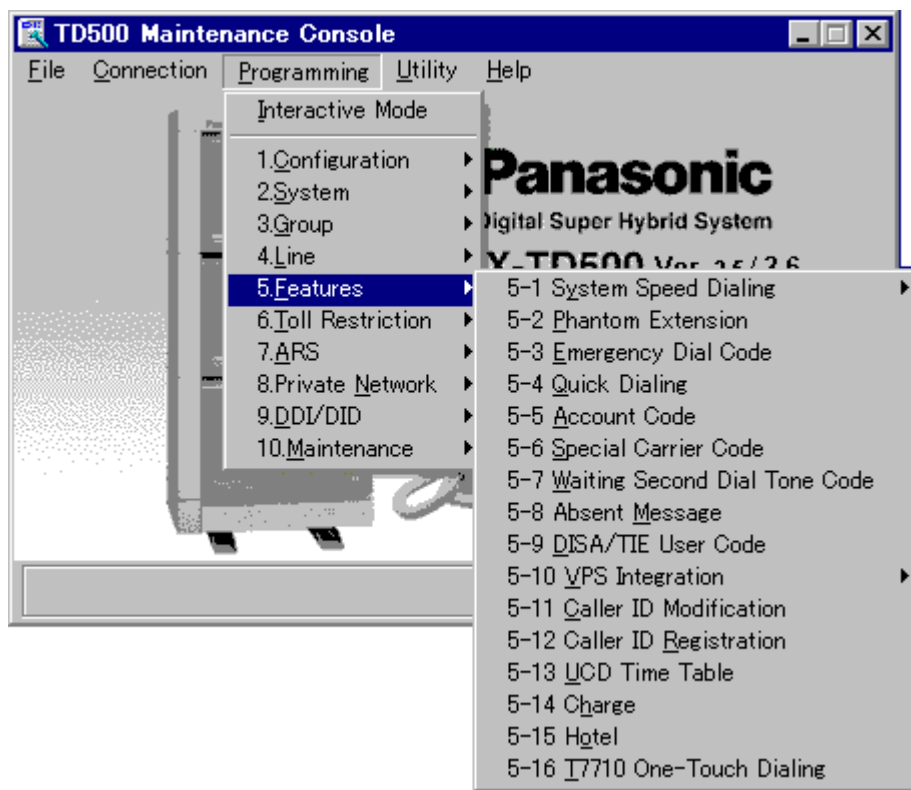 TD500 Maintenance Console
File Connection Programming Utility Help
Interactive Mode
1.Configuration
2.System
3.Group
4.Line
5.Features
6.Toll Restriction
7.ARS
8.Private Network
9.DDI/DID
10.Maintenance
Panasonic
Digital Super Hybrid System
X-TD500 Ver.
5-1 System Speed Dialing
5-2 Phantom Extension
5-3 Emergency Dial Code
5-4 Quick Dialing
5-5 Account Code
5-6 Special Carrier Code
5-7 Waiting Second Dial Tone Code
5-8 Absent Message
5-9 DISA/TIE User Code
5-10 VPS Integration
5-11 Caller ID Modification
5-12 Caller ID Registration
5-13 UCD Time Table
5-14 Charge
5-15 Hotel
5-16 T7710 One-Touch Dialing